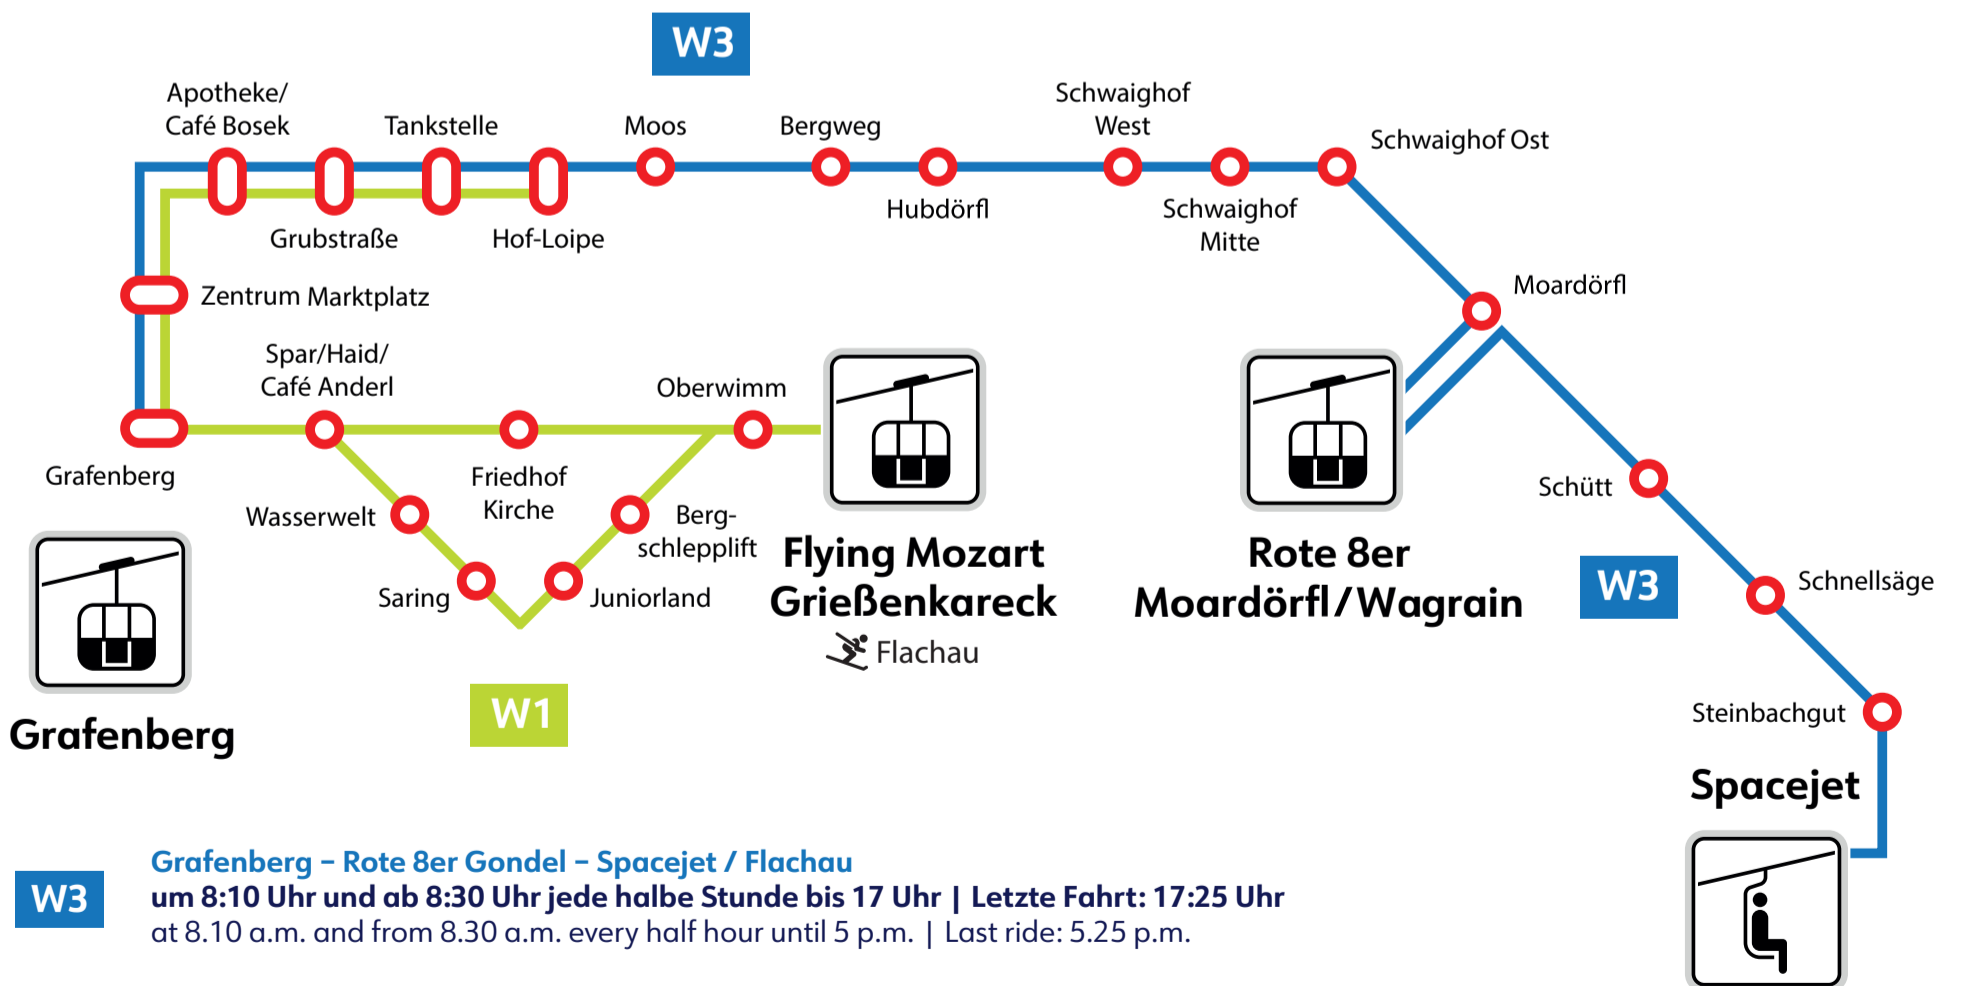 W3
Apotheke/
Café Bosek
Tankstelle
Moos
Bergweg
Schwaighof
West
Schwaighof Ost
Grubstraße
Hof-Loipe
Hubdörfl
Schwaighof
Mitte
Zentrum Marktplatz
Moardörfl
Spar/Haid/
Café Anderl
Oberwimm
Grafenberg
Friedhof
Kirche
Wasserwelt
Berg-
schlepplift
Saring
Juniorland
Schütt
Flying Mozart
Grießenkareck
Flachau
Rote 8er
Moardörfl/Wagrain
W3
Schnellsäge
Grafenberg
W1
Steinbachgut
Spacejet
W3
Grafenberg – Rote 8er Gondel – Spacejet / Flachau
um 8:10 Uhr und ab 8:30 Uhr jede halbe Stunde bis 17 Uhr | Letzte Fahrt: 17:25 Uhr
at 8.10 a.m. and from 8.30 a.m. every half hour until 5 p.m. | Last ride: 5.25 p.m.